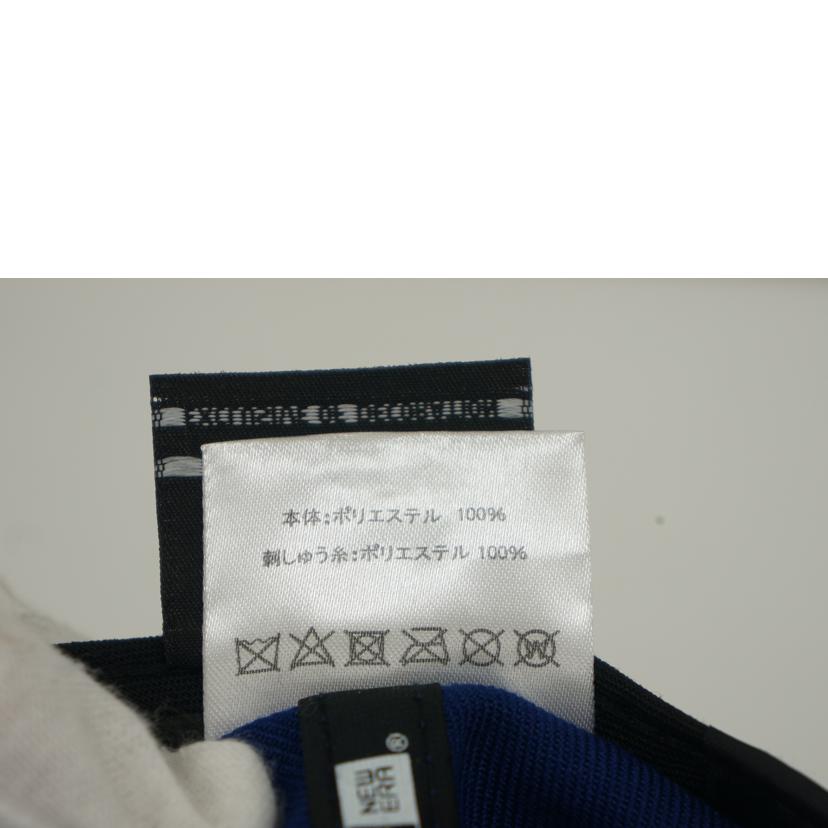 EXCLUSIVE OF DECORATION
本体:ポリエステル 100%
刺しゅう糸:ポリエステル 100%
W
NEW
ERA®